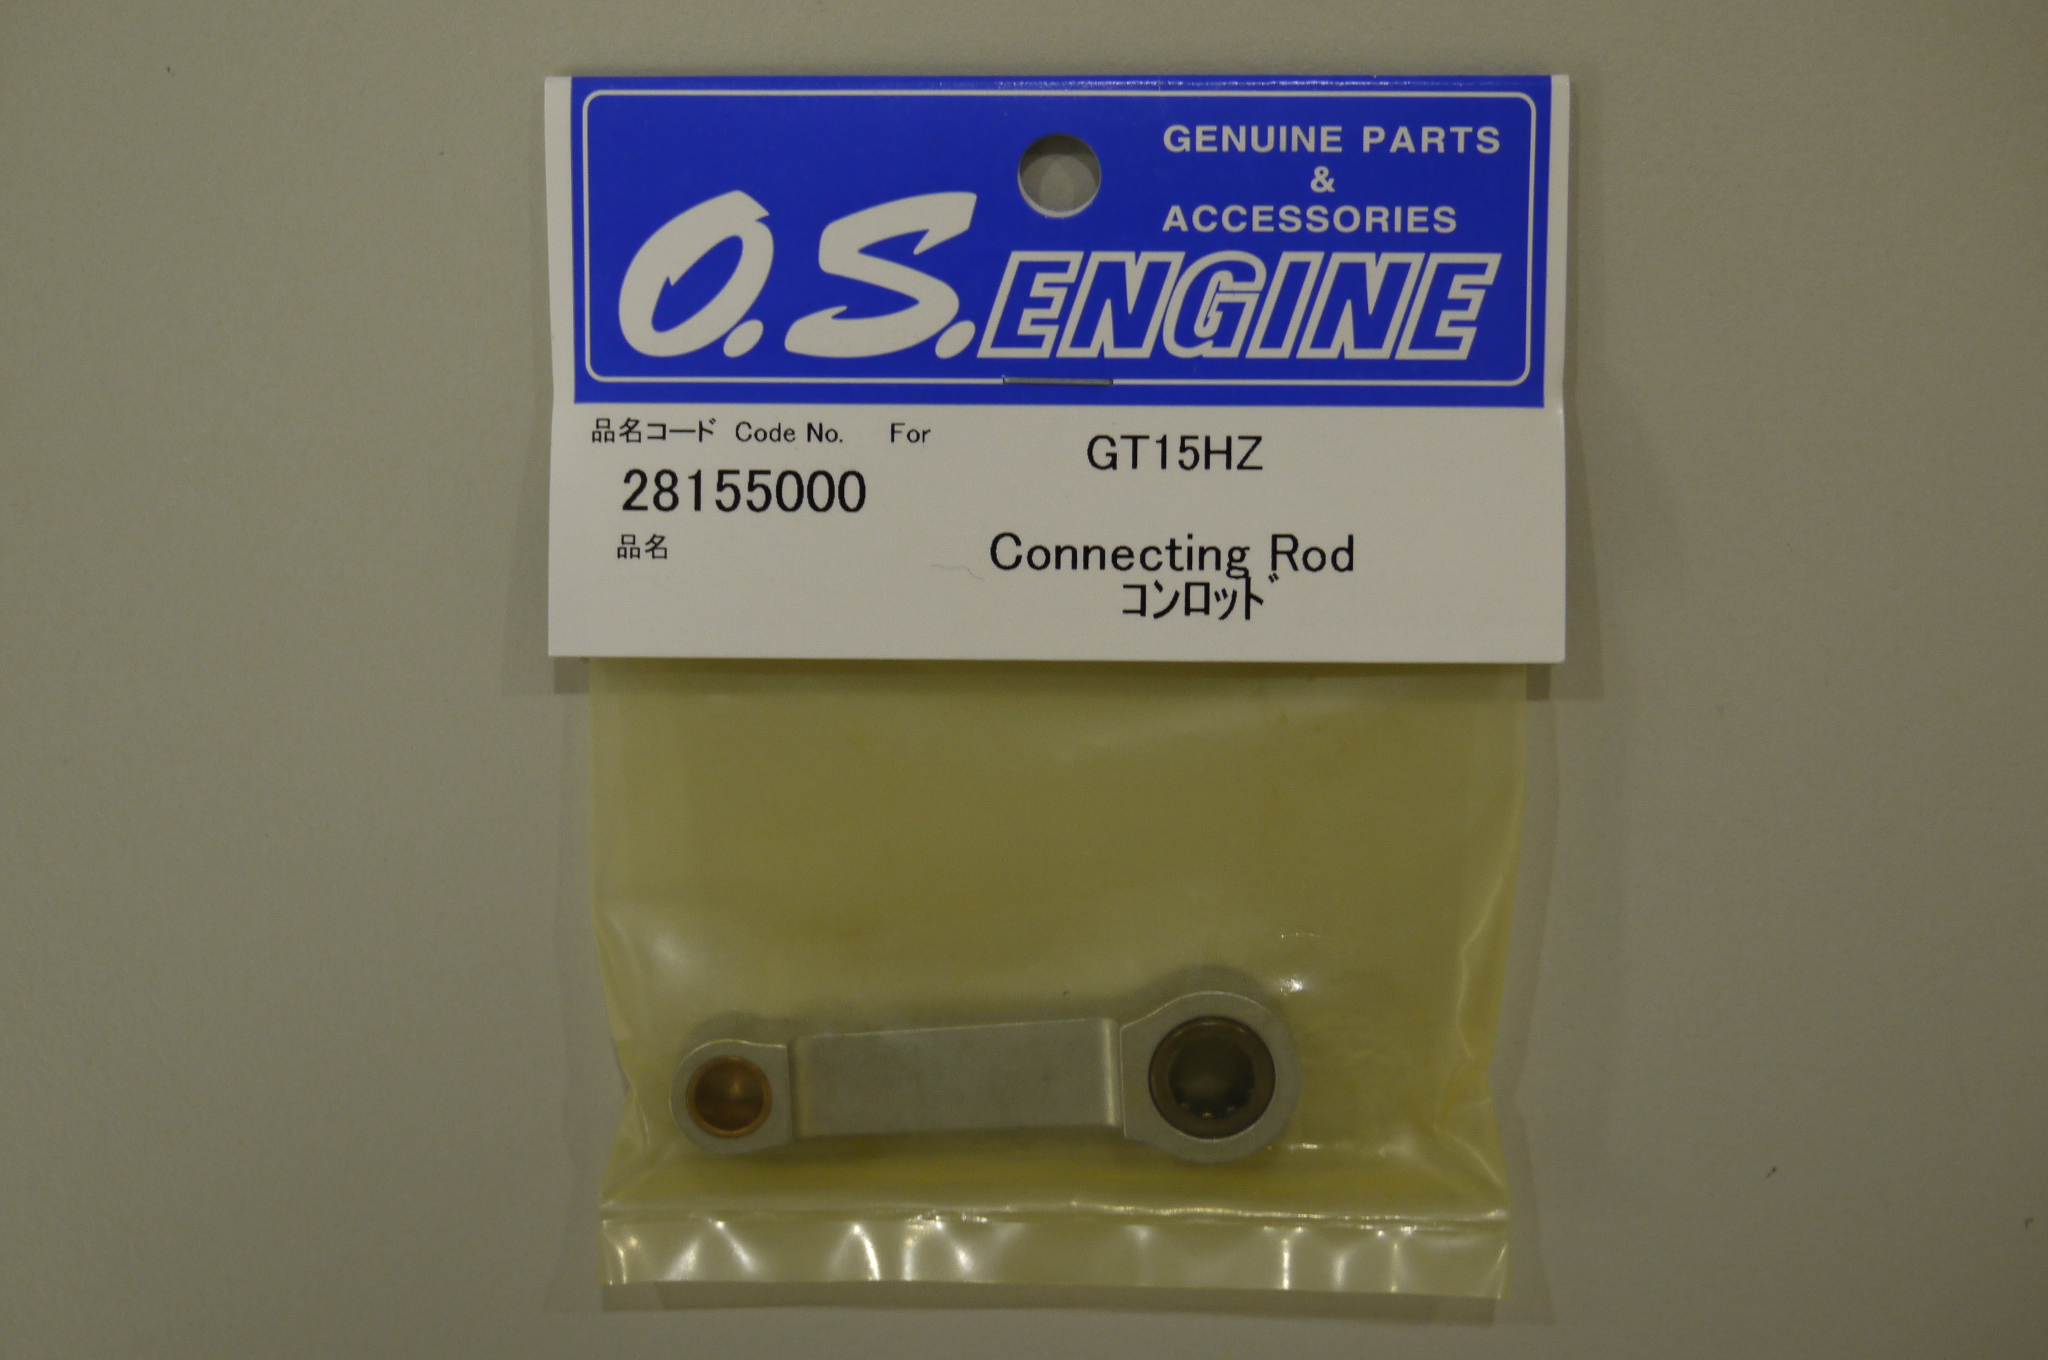 GENUINE PARTS
&
ACCESSORIES
O.S.ENGINE
品名コード Code No. For
GT15HZ
28155000
品名
Connecting Rod
コンロッド